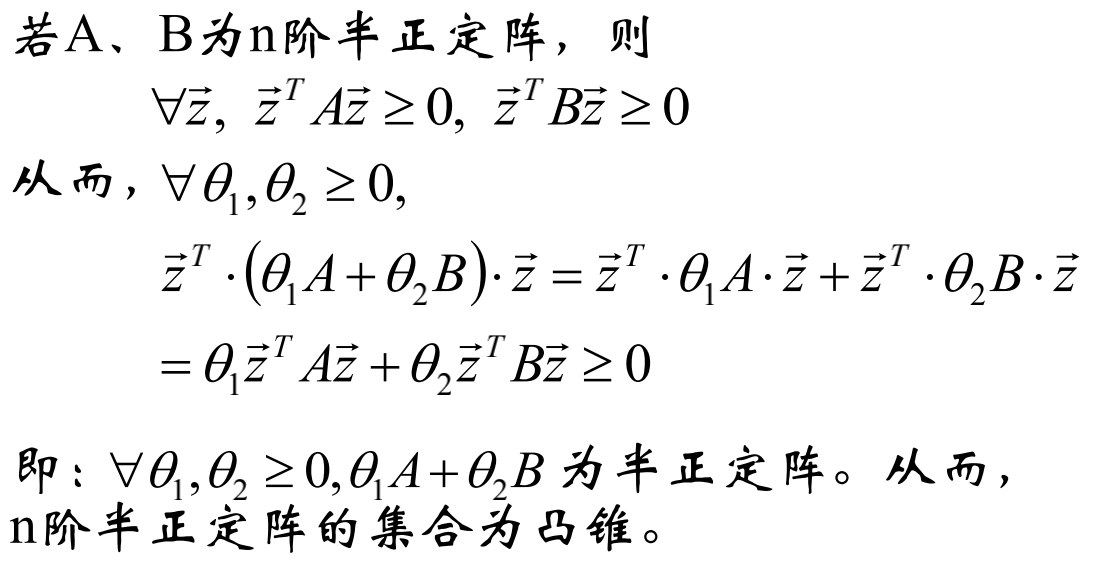 若A、B为n阶半正定阵，则
∀z⃗, z⃗ᵀAz⃗ ≥ 0, z⃗ᵀBz⃗ ≥ 0
从而，∀θ₁,θ₂ ≥ 0,
z⃗ᵀ·(θ₁A+θ₂B)·z⃗ = z⃗ᵀ·θ₁A·z⃗ + z⃗ᵀ·θ₂B·z⃗
= θ₁z⃗ᵀAz⃗ + θ₂z⃗ᵀBz⃗ ≥ 0
即：∀θ₁,θ₂ ≥ 0,θ₁A+θ₂B 为半正定阵。从而，
n阶半正定阵的集合为凸锥。